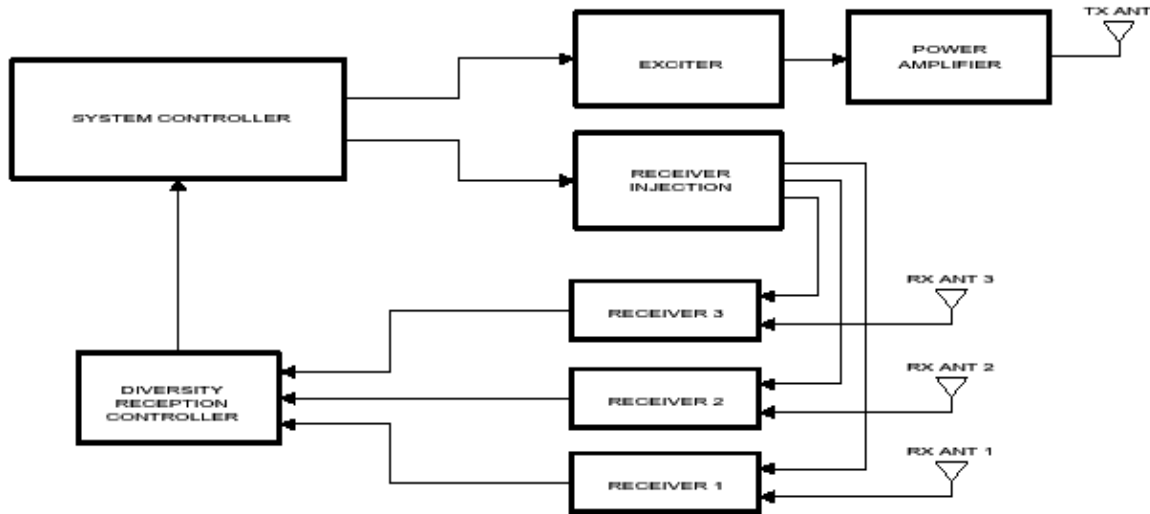 TX ANT
EXCITER
POWER
AMPLIFIER
SYSTEM CONTROLLER
RECEIVER
INJECTION
RX ANT 3
RECEIVER 3
RX ANT 2
DIVERSITY
RECEPTION
CONTROLLER
RECEIVER 2
RX ANT 1
RECEIVER 1